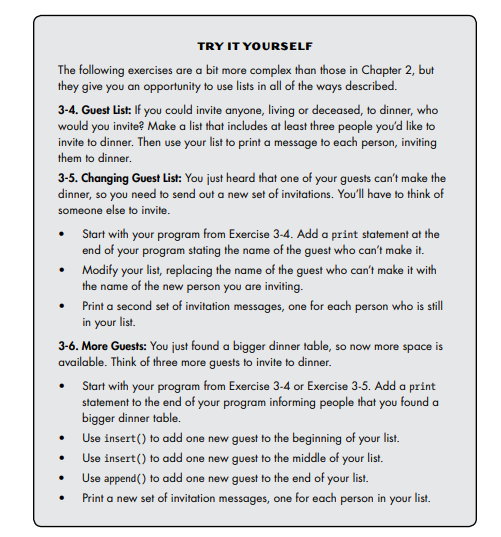 TRY IT YOURSELF
The following exercises are a bit more complex than those in Chapter 2, but
they give you an opportunity to use lists in all of the ways described.
3-4. Guest List: If you could invite anyone, living or deceased, to dinner, who
would you invite? Make a list that includes at least three people you’d like to
invite to dinner. Then use your list to print a message to each person, inviting
them to dinner.
3-5. Changing Guest List: You just heard that one of your guests can’t make the
dinner, so you need to send out a new set of invitations. You’ll have to think of
someone else to invite.
• Start with your program from Exercise 3-4. Add a print statement at the
end of your program stating the name of the guest who can’t make it.
• Modify your list, replacing the name of the guest who can’t make it with
the name of the new person you are inviting.
• Print a second set of invitation messages, one for each person who is still
in your list.
3-6. More Guests: You just found a bigger dinner table, so now more space is
available. Think of three more guests to invite to dinner.
• Start with your program from Exercise 3-4 or Exercise 3-5. Add a print
statement to the end of your program informing people that you found a
bigger dinner table.
• Use insert() to add one new guest to the beginning of your list.
• Use insert() to add one new guest to the middle of your list.
• Use append() to add one new guest to the end of your list.
• Print a new set of invitation messages, one for each person in your list.